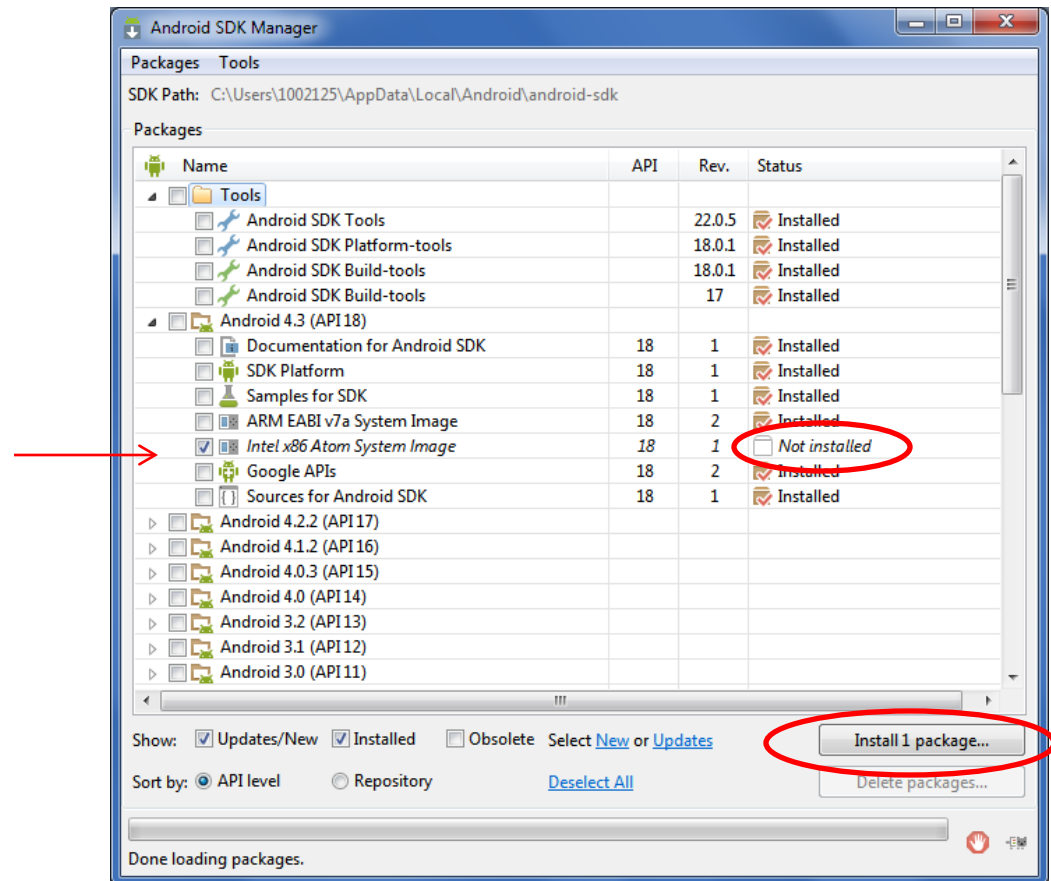 Android SDK Manager
Packages Tools
SDK Path: C:\Users\1002125\AppData\Local\Android\android-sdk
Packages
Name API Rev. Status
Tools
Android SDK Tools 22.0.5 Installed
Android SDK Platform-tools 18.0.1 Installed
Android SDK Build-tools 18.0.1 Installed
Android SDK Build-tools 17 Installed
Android 4.3 (API 18)
Documentation for Android SDK 18 1 Installed
SDK Platform 18 1 Installed
Samples for SDK 18 1 Installed
ARM EABI v7a System Image 18 2 Installed
Intel x86 Atom System Image 18 1 Not installed
Google APIs 18 2 Installed
Sources for Android SDK 18 1 Installed
Android 4.2.2 (API 17)
Android 4.1.2 (API 16)
Android 4.0.3 (API 15)
Android 4.0 (API 14)
Android 3.2 (API 13)
Android 3.1 (API 12)
Android 3.0 (API 11)
Show: Updates/New Installed Obsolete Select New or Updates Install 1 package...
Sort by: API level Repository Deselect All Delete packages...
Done loading packages.